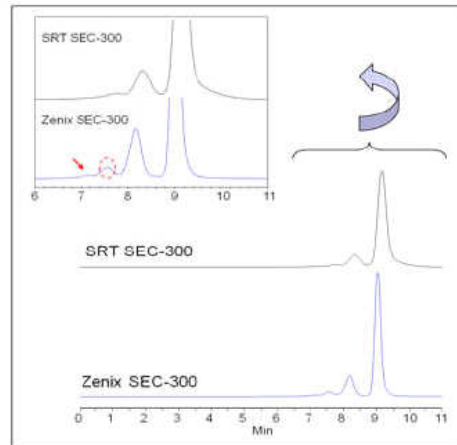 SRT SEC-300
Zenix SEC-300
6 7 8 9 10 11
SRT SEC-300
Zenix SEC-300
0 1 2 3 4 5 6 7 8 9 10 11
Min